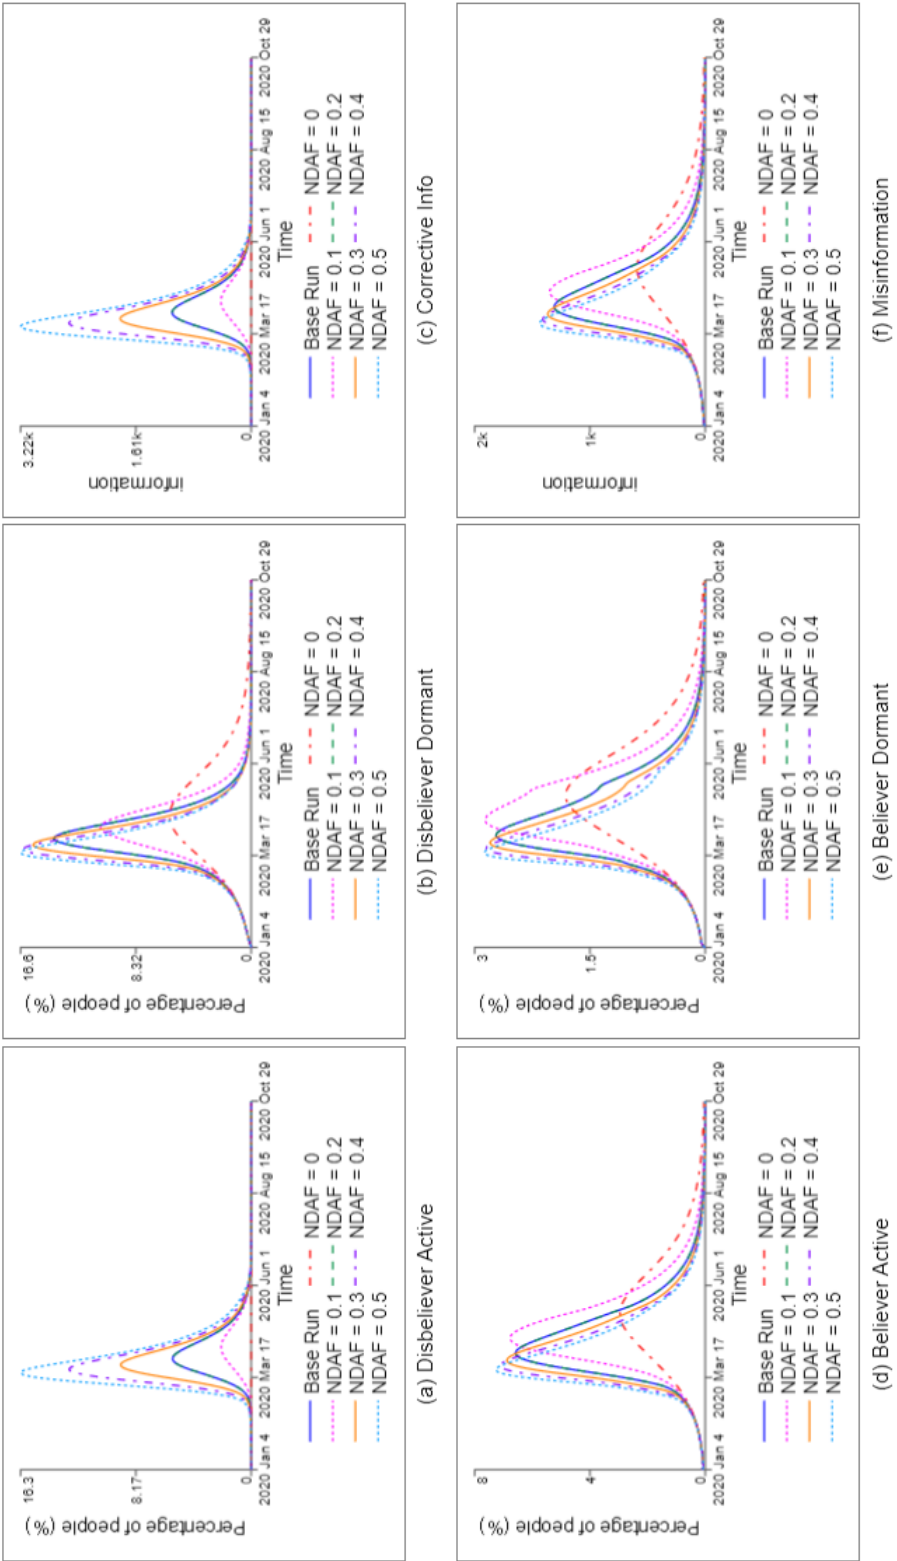 Percentage of people (%)
16.3
8.17
0
2020 Jan 4
2020 Mar 17
2020 Jun 1
2020 Aug 15
2020 Oct 29
Time
Base Run
NDAF = 0
NDAF = 0.1
NDAF = 0.2
NDAF = 0.3
NDAF = 0.4
NDAF = 0.5
(a) Disbeliever Active
Percentage of people (%)
16.6
8.32
0
2020 Jan 4
2020 Mar 17
2020 Jun 1
2020 Aug 15
2020 Oct 29
Time
Base Run
NDAF = 0
NDAF = 0.1
NDAF = 0.2
NDAF = 0.3
NDAF = 0.4
NDAF = 0.5
(b) Disbeliever Dormant
information
3.22k
1.61k
0
2020 Jan 4
2020 Mar 17
2020 Jun 1
2020 Aug 15
2020 Oct 29
Time
Base Run
NDAF = 0
NDAF = 0.1
NDAF = 0.2
NDAF = 0.3
NDAF = 0.4
NDAF = 0.5
(c) Corrective Info
Percentage of people (%)
8
4
0
2020 Jan 4
2020 Mar 17
2020 Jun 1
2020 Aug 15
2020 Oct 29
Time
Base Run
NDAF = 0
NDAF = 0.1
NDAF = 0.2
NDAF = 0.3
NDAF = 0.4
NDAF = 0.5
(d) Believer Active
Percentage of people (%)
3
1.5
0
2020 Jan 4
2020 Mar 17
2020 Jun 1
2020 Aug 15
2020 Oct 29
Time
Base Run
NDAF = 0
NDAF = 0.1
NDAF = 0.2
NDAF = 0.3
NDAF = 0.4
NDAF = 0.5
(e) Believer Dormant
information
2k
1k
0
2020 Jan 4
2020 Mar 17
2020 Jun 1
2020 Aug 15
2020 Oct 29
Time
Base Run
NDAF = 0
NDAF = 0.1
NDAF = 0.2
NDAF = 0.3
NDAF = 0.4
NDAF = 0.5
(f) Misinformation